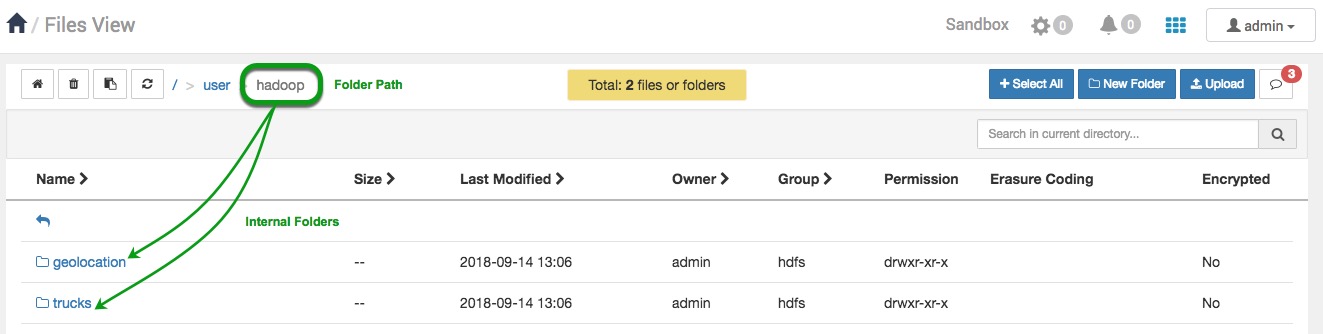 / Files View Sandbox 0 0 admin
/ > user > hadoop Folder Path Total: 2 files or folders + Select All New Folder Upload 3
Search in current directory...
Name Size Last Modified Owner Group Permission Erasure Coding Encrypted
Internal Folders
geolocation -- 2018-09-14 13:06 admin hdfs drwxr-xr-x No
trucks -- 2018-09-14 13:06 admin hdfs drwxr-xr-x No